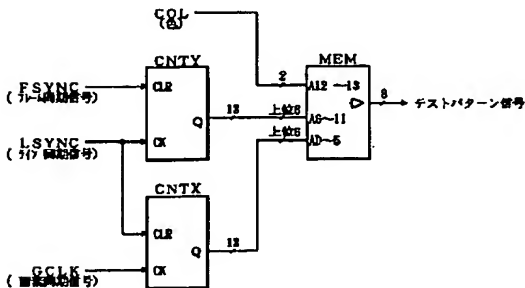 COL
(色)
CNTY
MEM
FSYNC
(フレーム同期信号)
CLR
2
A12~13
D
8
テストパターン信号
13
上位6
A6~11
Q
LSYNC
(ライン同期信号)
CK
上位6
A0~5
CNTX
CLR
Q
13
GCLK
CK
(画素同期信号)